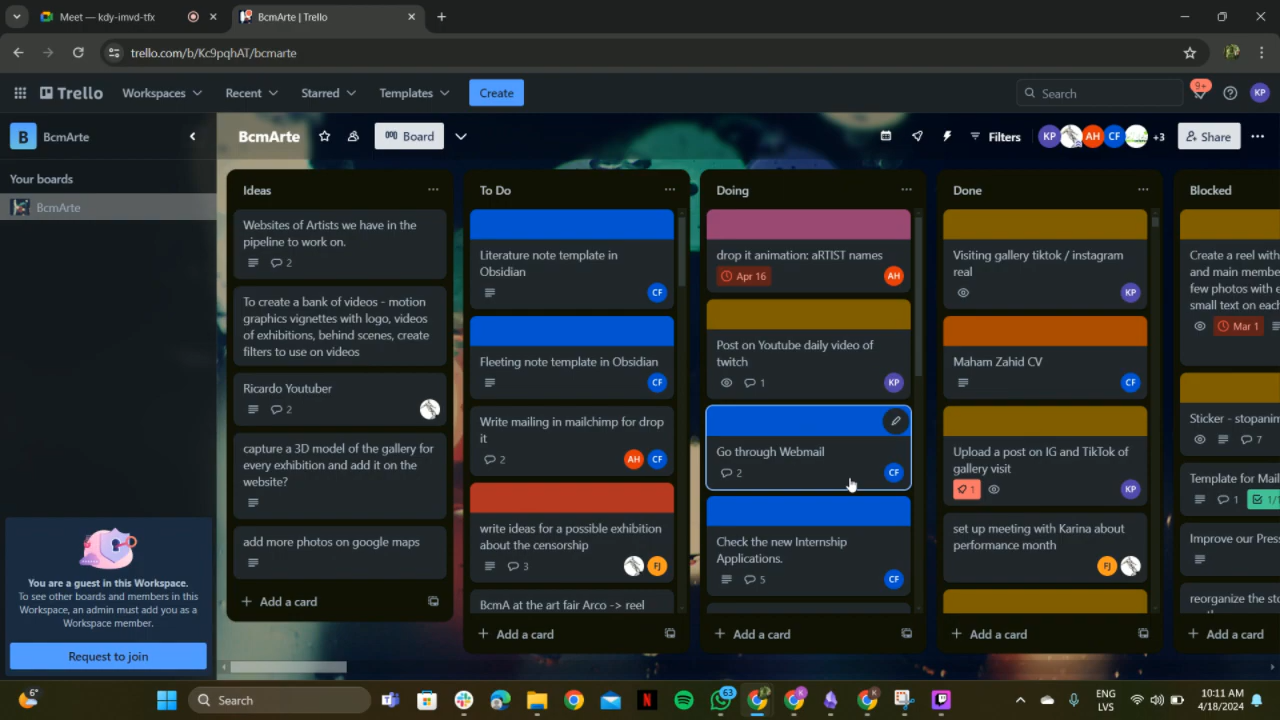 Meet — kdy-imvd-tfx
BcmArte | Trello
trello.com/b/Kc9pqhAT/bcmarte
Trello
Workspaces
Recent
Starred
Templates
Create
Search
9+
KP
B
BcmArte
BcmArte
Board
Filters
KP
AH
CF
+3
Share
Your boards
BcmArte
Ideas
Websites of Artists we have in the
pipeline to work on.
2
To create a bank of videos - motion
graphics vignettes with logo, videos
of exhibitions, behind scenes, create
filters to use on videos
Ricardo Youtuber
2
capture a 3D model of the gallery for
every exhibition and add it on the
website?
add more photos on google maps
Add a card
To Do
Literature note template in
Obsidian
CF
Fleeting note template in Obsidian
CF
Write mailing in mailchimp for drop
it
2
AH
CF
write ideas for a possible exhibition
about the censorship
3
FJ
BcmA at the art fair Arco -> reel
Add a card
Doing
drop it animation: aRTIST names
Apr 16
AH
Post on Youtube daily video of
twitch
1
KP
Go through Webmail
2
CF
Check the new Internship
Applications.
5
CF
Add a card
Done
Visiting gallery tiktok / instagram
real
KP
Maham Zahid CV
CF
Upload a post on IG and TikTok of
gallery visit
1
KP
set up meeting with Karina about
performance month
FJ
Add a card
Blocked
Create a reel with
and main membe
few photos with e
small text on each
Mar 1
Sticker - stopanim
7
Template for Mail
1
1/1
Improve our Press
reorganize the sto
Add a card
You are a guest in this Workspace.
To see other boards and members in this
Workspace, an admin must add you as a
Workspace member.
Request to join
6°
Search
63
ENG
LVS
10:11 AM
4/18/2024